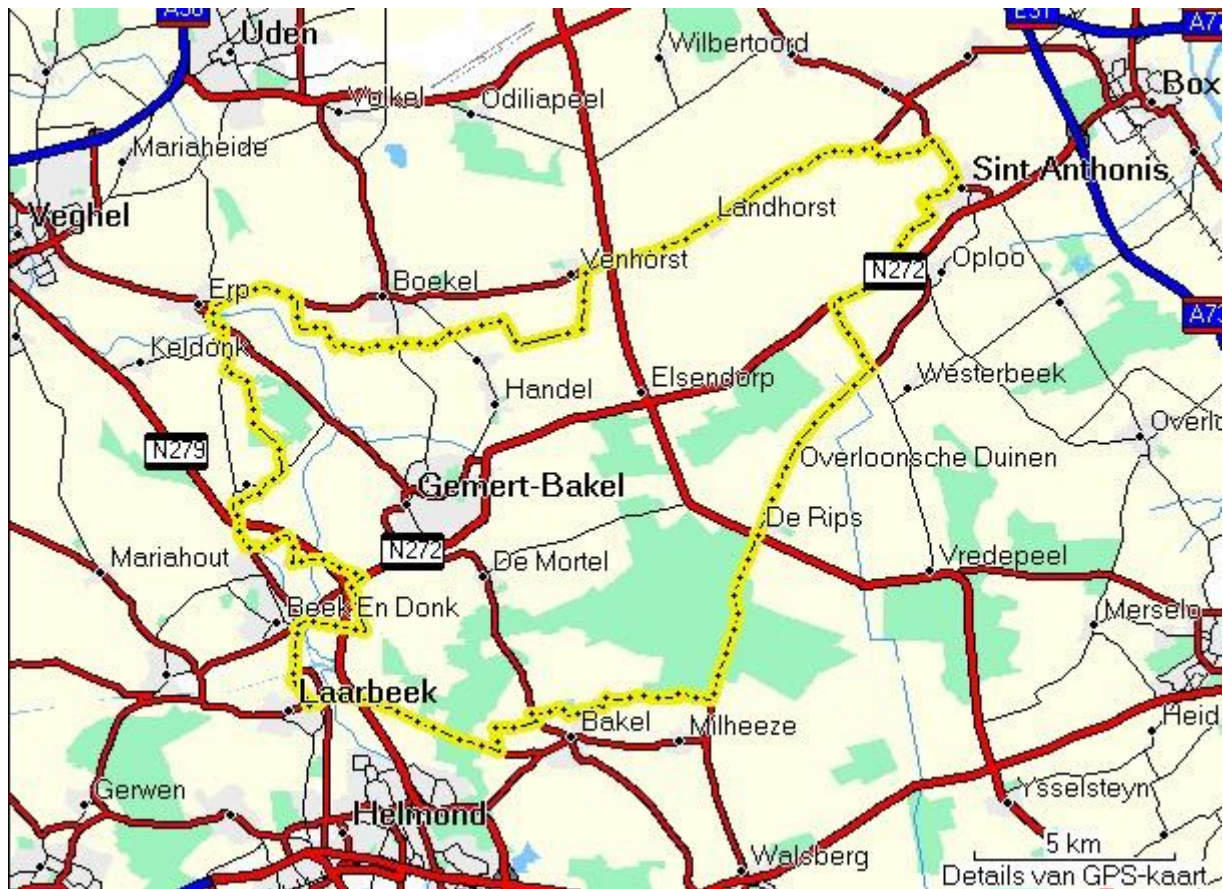 A50
Uden
Wilbertoord
E31
Box
Volkel
Odiliapeel
Mariaheide
Sint Anthonis
Veghel
Landhorst
Venhorst
N272
Oploo
Erp
Boekel
Keldonk
Handel
Elsendorp
Westerbeek
N279
Overloonsche Duinen
Gemert-Bakel
De Rips
Mariahout
N272
De Mortel
Vredepeel
Beek En Donk
Merselo
Laarbeek
Bakel
Milheeze
Heid
Gerwen
Helmond
Ysselsteyn
Walsberg
5 km
Details van GPS-kaart